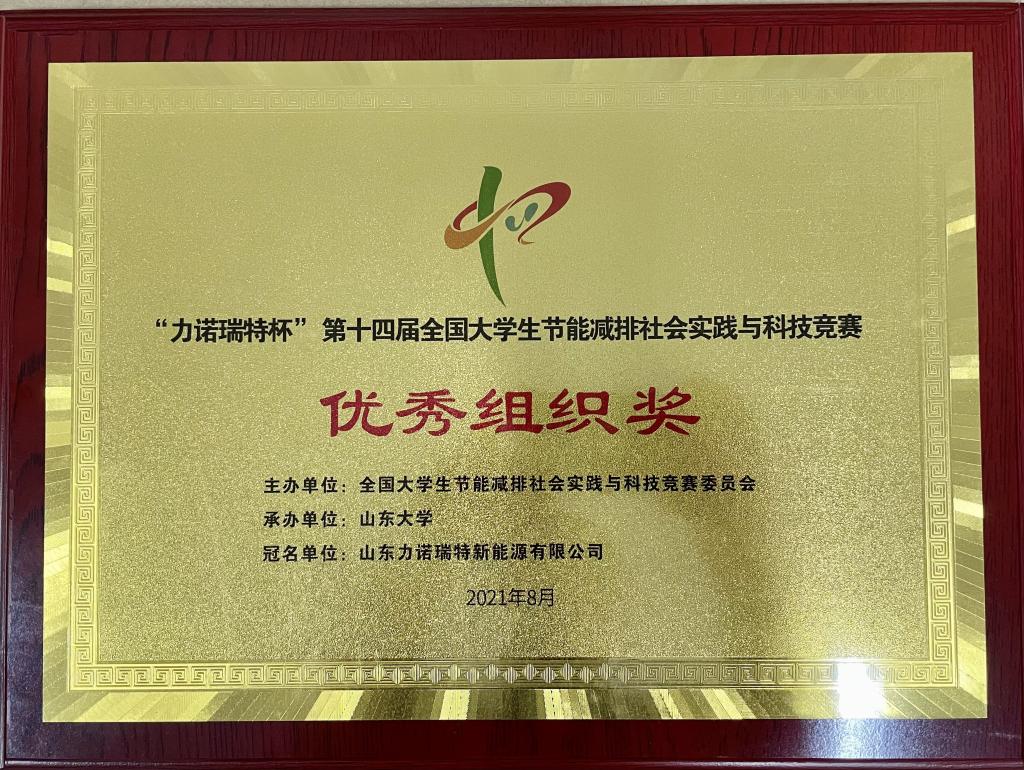 “力诺瑞特杯”第十四届全国大学生节能减排社会实践与科技竞赛
优秀组织奖
主办单位：全国大学生节能减排社会实践与科技竞赛委员会
承办单位：山东大学
冠名单位：山东力诺瑞特新能源有限公司
2021年8月